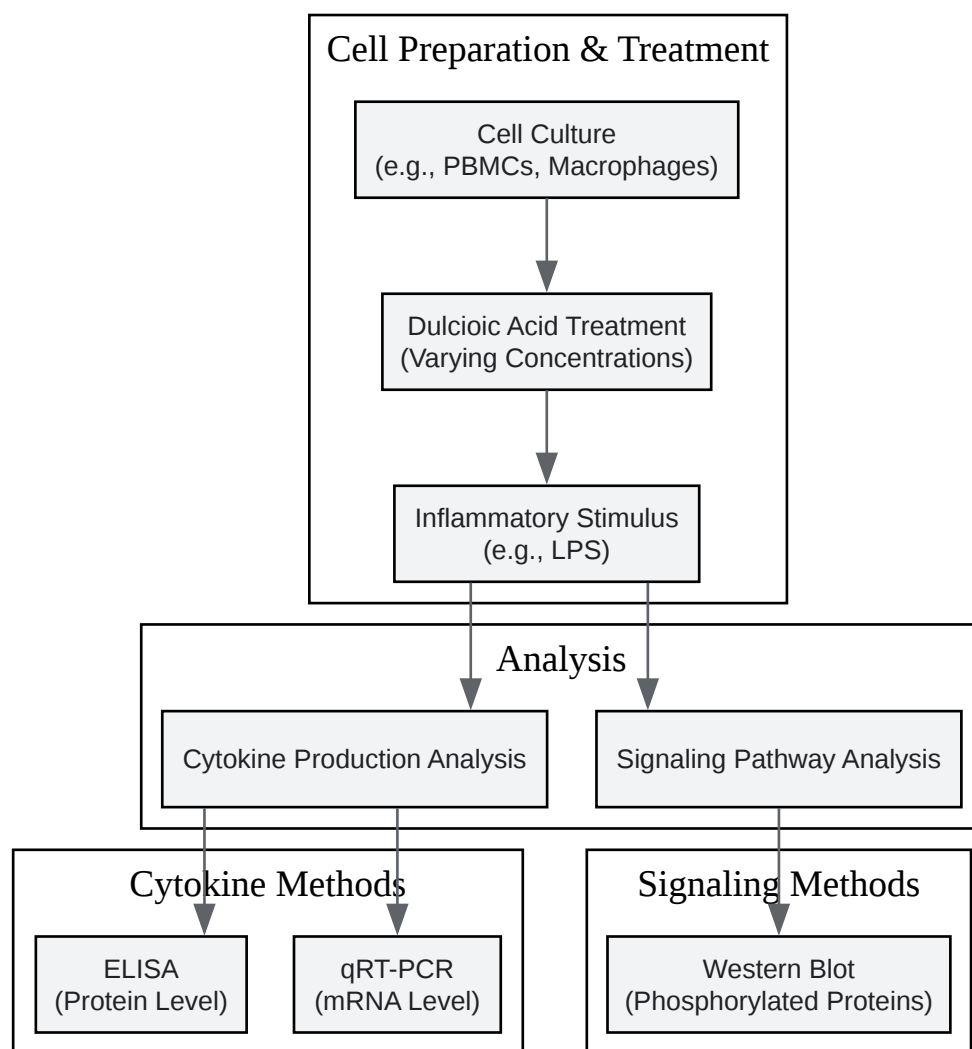 Cell Preparation & Treatment
Cell Culture
(e.g., PBMCs, Macrophages)
Dulcioic Acid Treatment
(Varying Concentrations)
Inflammatory Stimulus
(e.g., LPS)
Analysis
Cytokine Production Analysis
Signaling Pathway Analysis
Cytokine Methods
Signaling Methods
ELISA
(Protein Level)
qRT-PCR
(mRNA Level)
Western Blot
(Phosphorylated Proteins)